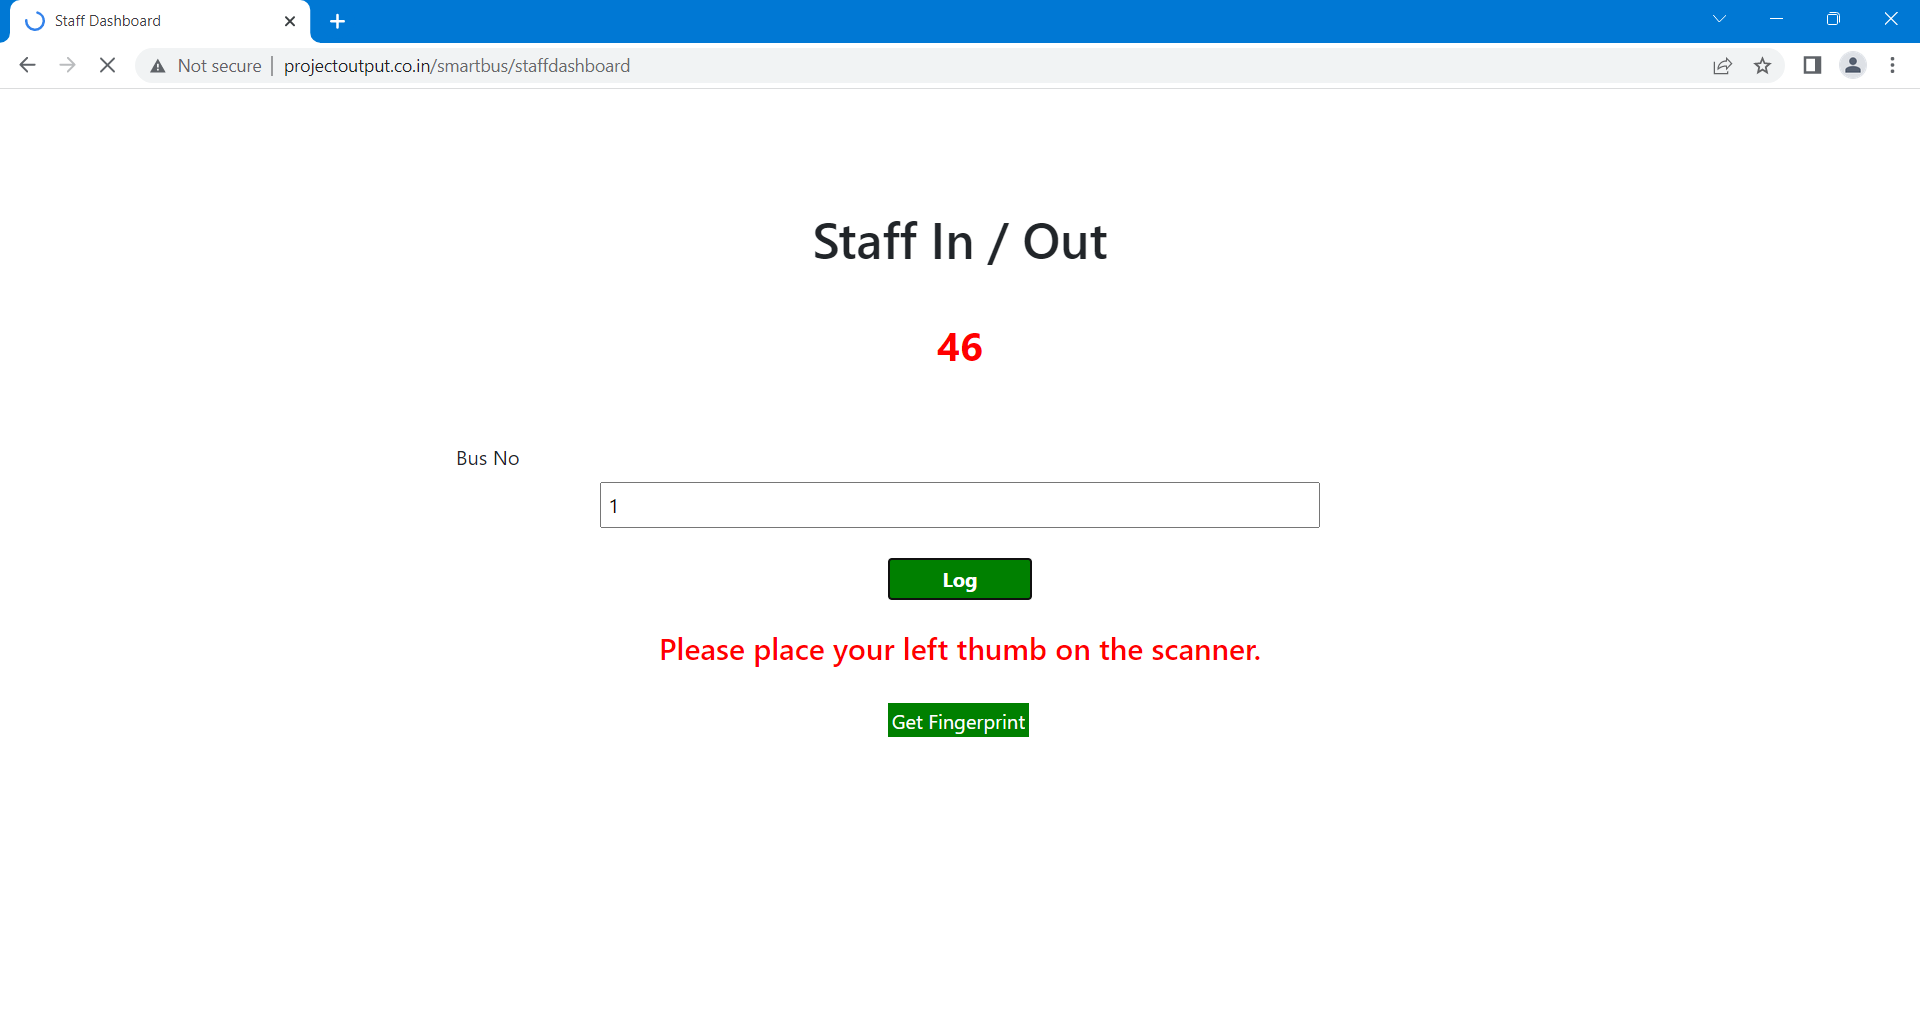 Staff Dashboard
Not secure | projectoutput.co.in/smartbus/staffdashboard
Staff In / Out
46
Bus No
1
Log
Please place your left thumb on the scanner.
Get Fingerprint